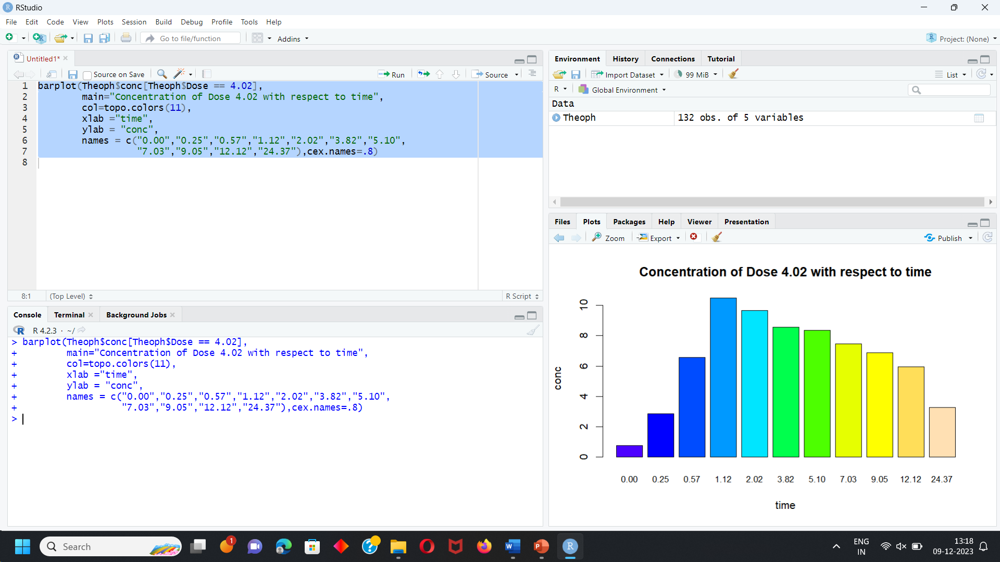 RStudio
File Edit Code View Plots Session Build Debug Profile Tools Help
Go to file/function Addins Project: (None)
Untitled1*
Source on Save Run Source
1 barplot(Theoph$conc[Theoph$Dose == 4.02],
2 main="Concentration of Dose 4.02 with respect to time",
3 col=topo.colors(11),
4 xlab ="time",
5 ylab = "conc",
6 names = c("0.00","0.25","0.57","1.12","2.02","3.82","5.10",
7 "7.03","9.05","12.12","24.37"),cex.names=.8)
8
8:1 (Top Level) R Script
Console Terminal Background Jobs
R 4.2.3 · ~/
> barplot(Theoph$conc[Theoph$Dose == 4.02],
+ main="Concentration of Dose 4.02 with respect to time",
+ col=topo.colors(11),
+ xlab ="time",
+ ylab = "conc",
+ names = c("0.00","0.25","0.57","1.12","2.02","3.82","5.10",
+ "7.03","9.05","12.12","24.37"),cex.names=.8)
>
Environment History Connections Tutorial
Import Dataset 99 MiB List
R Global Environment
Data
Theoph 132 obs. of 5 variables
Files Plots Packages Help Viewer Presentation
Zoom Export Publish
Concentration of Dose 4.02 with respect to time
conc
10
8
6
4
2
0
0.00 0.25 0.57 1.12 2.02 3.82 5.10 7.03 9.05 12.12 24.37
time
Search 1 ENG 13:18
IN 09-12-2023